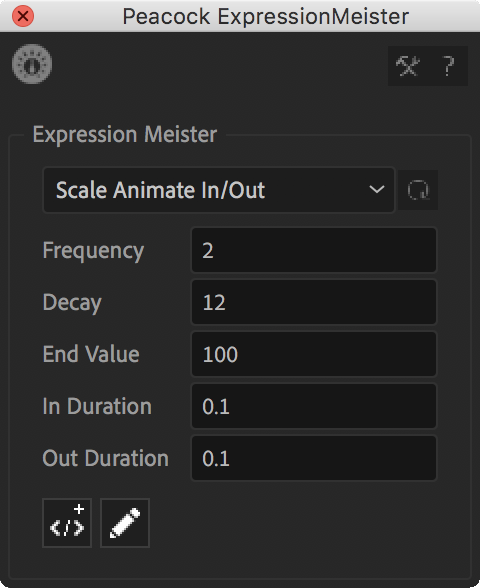 Peacock ExpressionMeister
?
Expression Meister
Scale Animate In/Out
Frequency 2
Decay 12
End Value 100
In Duration 0.1
Out Duration 0.1
</> +